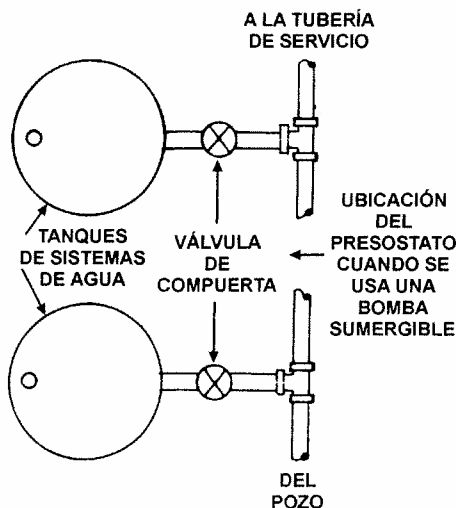 A LA TUBERÍA
DE SERVICIO
TANQUES
DE SISTEMAS
DE AGUA
VÁLVULA
DE
COMPUERTA
UBICACIÓN
DEL
PRESOSTATO
CUANDO SE
USA UNA
BOMBA
SUMERGIBLE
DEL
POZO